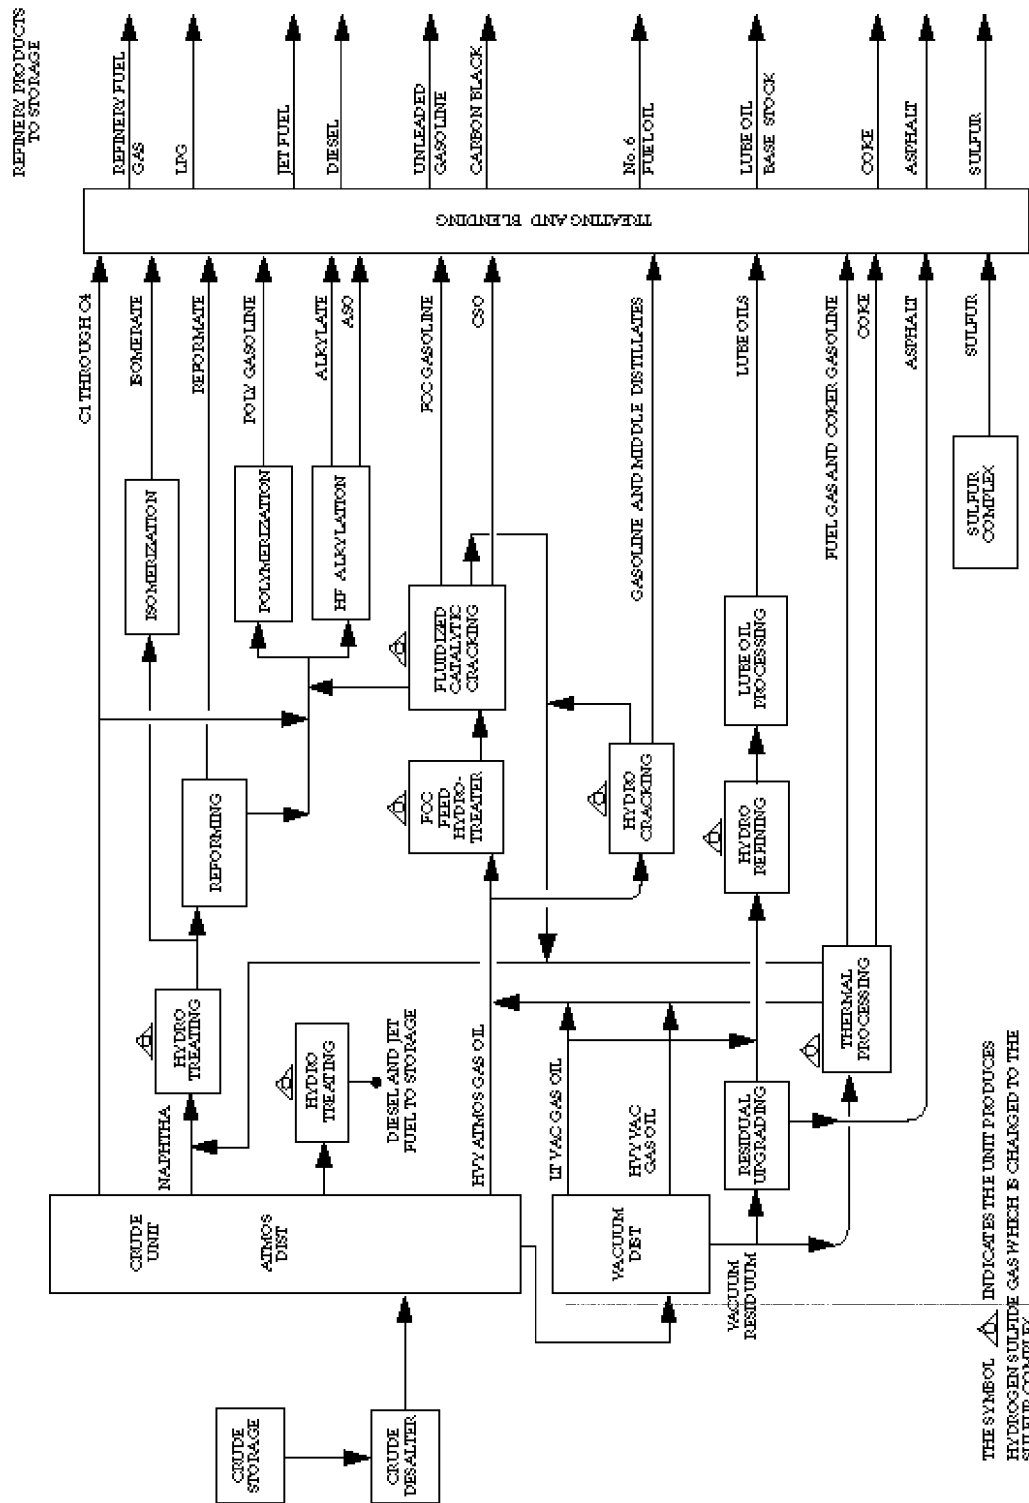 CRUDE
STORAGE
CRUDE
DESALTER
CRUDE
UNIT
ATMOS
DIST
VACUUM
DIST
VACUUM
RESIDUUM
NAPHTHA
HYDRO
TREATING
HYDRO
TREATING
DIESEL AND JET
FUEL TO STORAGE
HVY ATMOS GAS OIL
LT VAC GAS OIL
HVY VAC
GAS OIL
RESIDUAL
UPGRADING
THERMAL
PROCESSING
REFORMING
FCC
FEED
HYDRO-
TREATER
HYDRO
CRACKING
HYDRO
REFINING
ISOMERIZATION
POLYMERIZATION
HF ALKYLATION
FLUIDIZED
CATALYTIC
CRACKING
LUBE OIL
PROCESSING
SULFUR
COMPLEX
C1 THROUGH C4
ISOMERATE
REFORMATE
POLY GASOLINE
ALKYLATE
ASO
FCC GASOLINE
CSO
GASOLINE AND MIDDLE DISTILLATES
LUBE OILS
FUEL GAS AND COKER GASOLINE
COKE
ASPHALT
SULFUR
TREATING AND BLENDING
REFINERY FUEL
GAS
LPG
JET FUEL
DIESEL
UNLEADED
GASOLINE
CARBON BLACK
No. 6
FUEL OIL
LUBE OIL
BASE STOCK
COKE
ASPHALT
SULFUR
REFINERY PRODUCTS
TO STORAGE
THE SYMBOL INDICATES THE UNIT PRODUCES
HYDROGEN SULFIDE GAS WHICH IS CHARGED TO THE
SULFUR COMPLEX